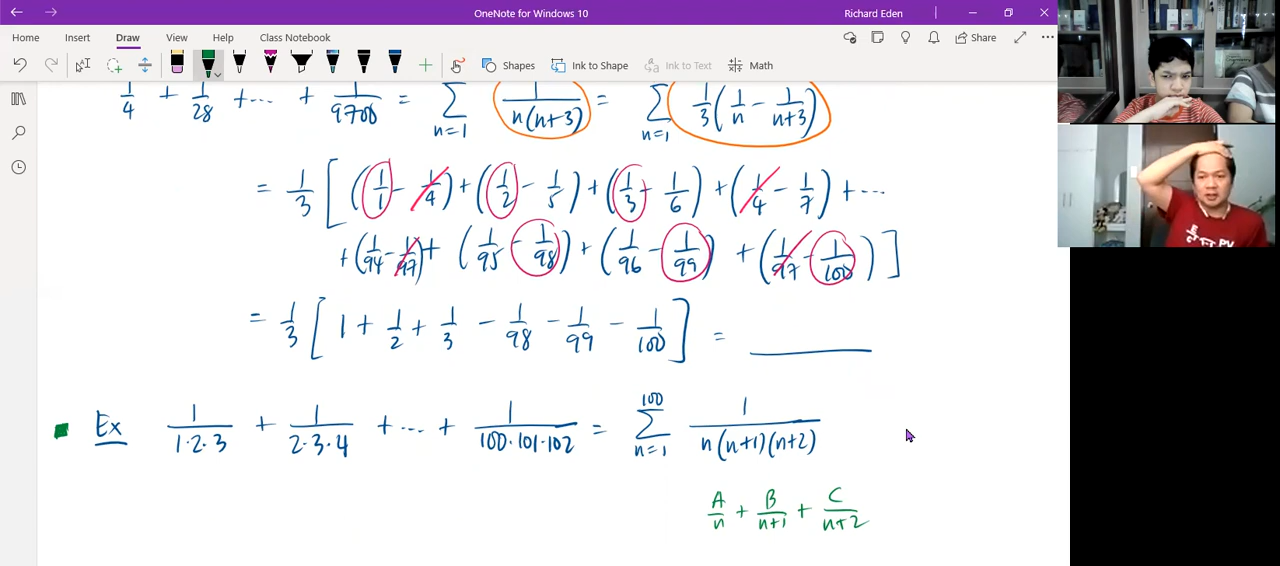 OneNote for Windows 10
Richard Eden
Home Insert Draw View Help Class Notebook Share
Shapes Ink to Shape Ink to Text Math
1/4 + 1/28 + ... + 1/9700 = ∑ n=1 1/n(n+3) = ∑ n=1 1/3 (1/n - 1/n+3)
= 1/3 [ (1/1 - 1/4) + (1/2 - 1/5) + (1/3 - 1/6) + (1/4 - 1/7) + ...
+ (1/94 - 1/97) + (1/95 - 1/98) + (1/96 - 1/99) + (1/97 - 1/100) ]
= 1/3 [ 1 + 1/2 + 1/3 - 1/98 - 1/99 - 1/100 ] = ____
Ex 1/1·2·3 + 1/2·3·4 + ... + 1/100·101·102 = 100 ∑ n=1 1/n(n+1)(n+2)
A/n + B/n+1 + C/n+2